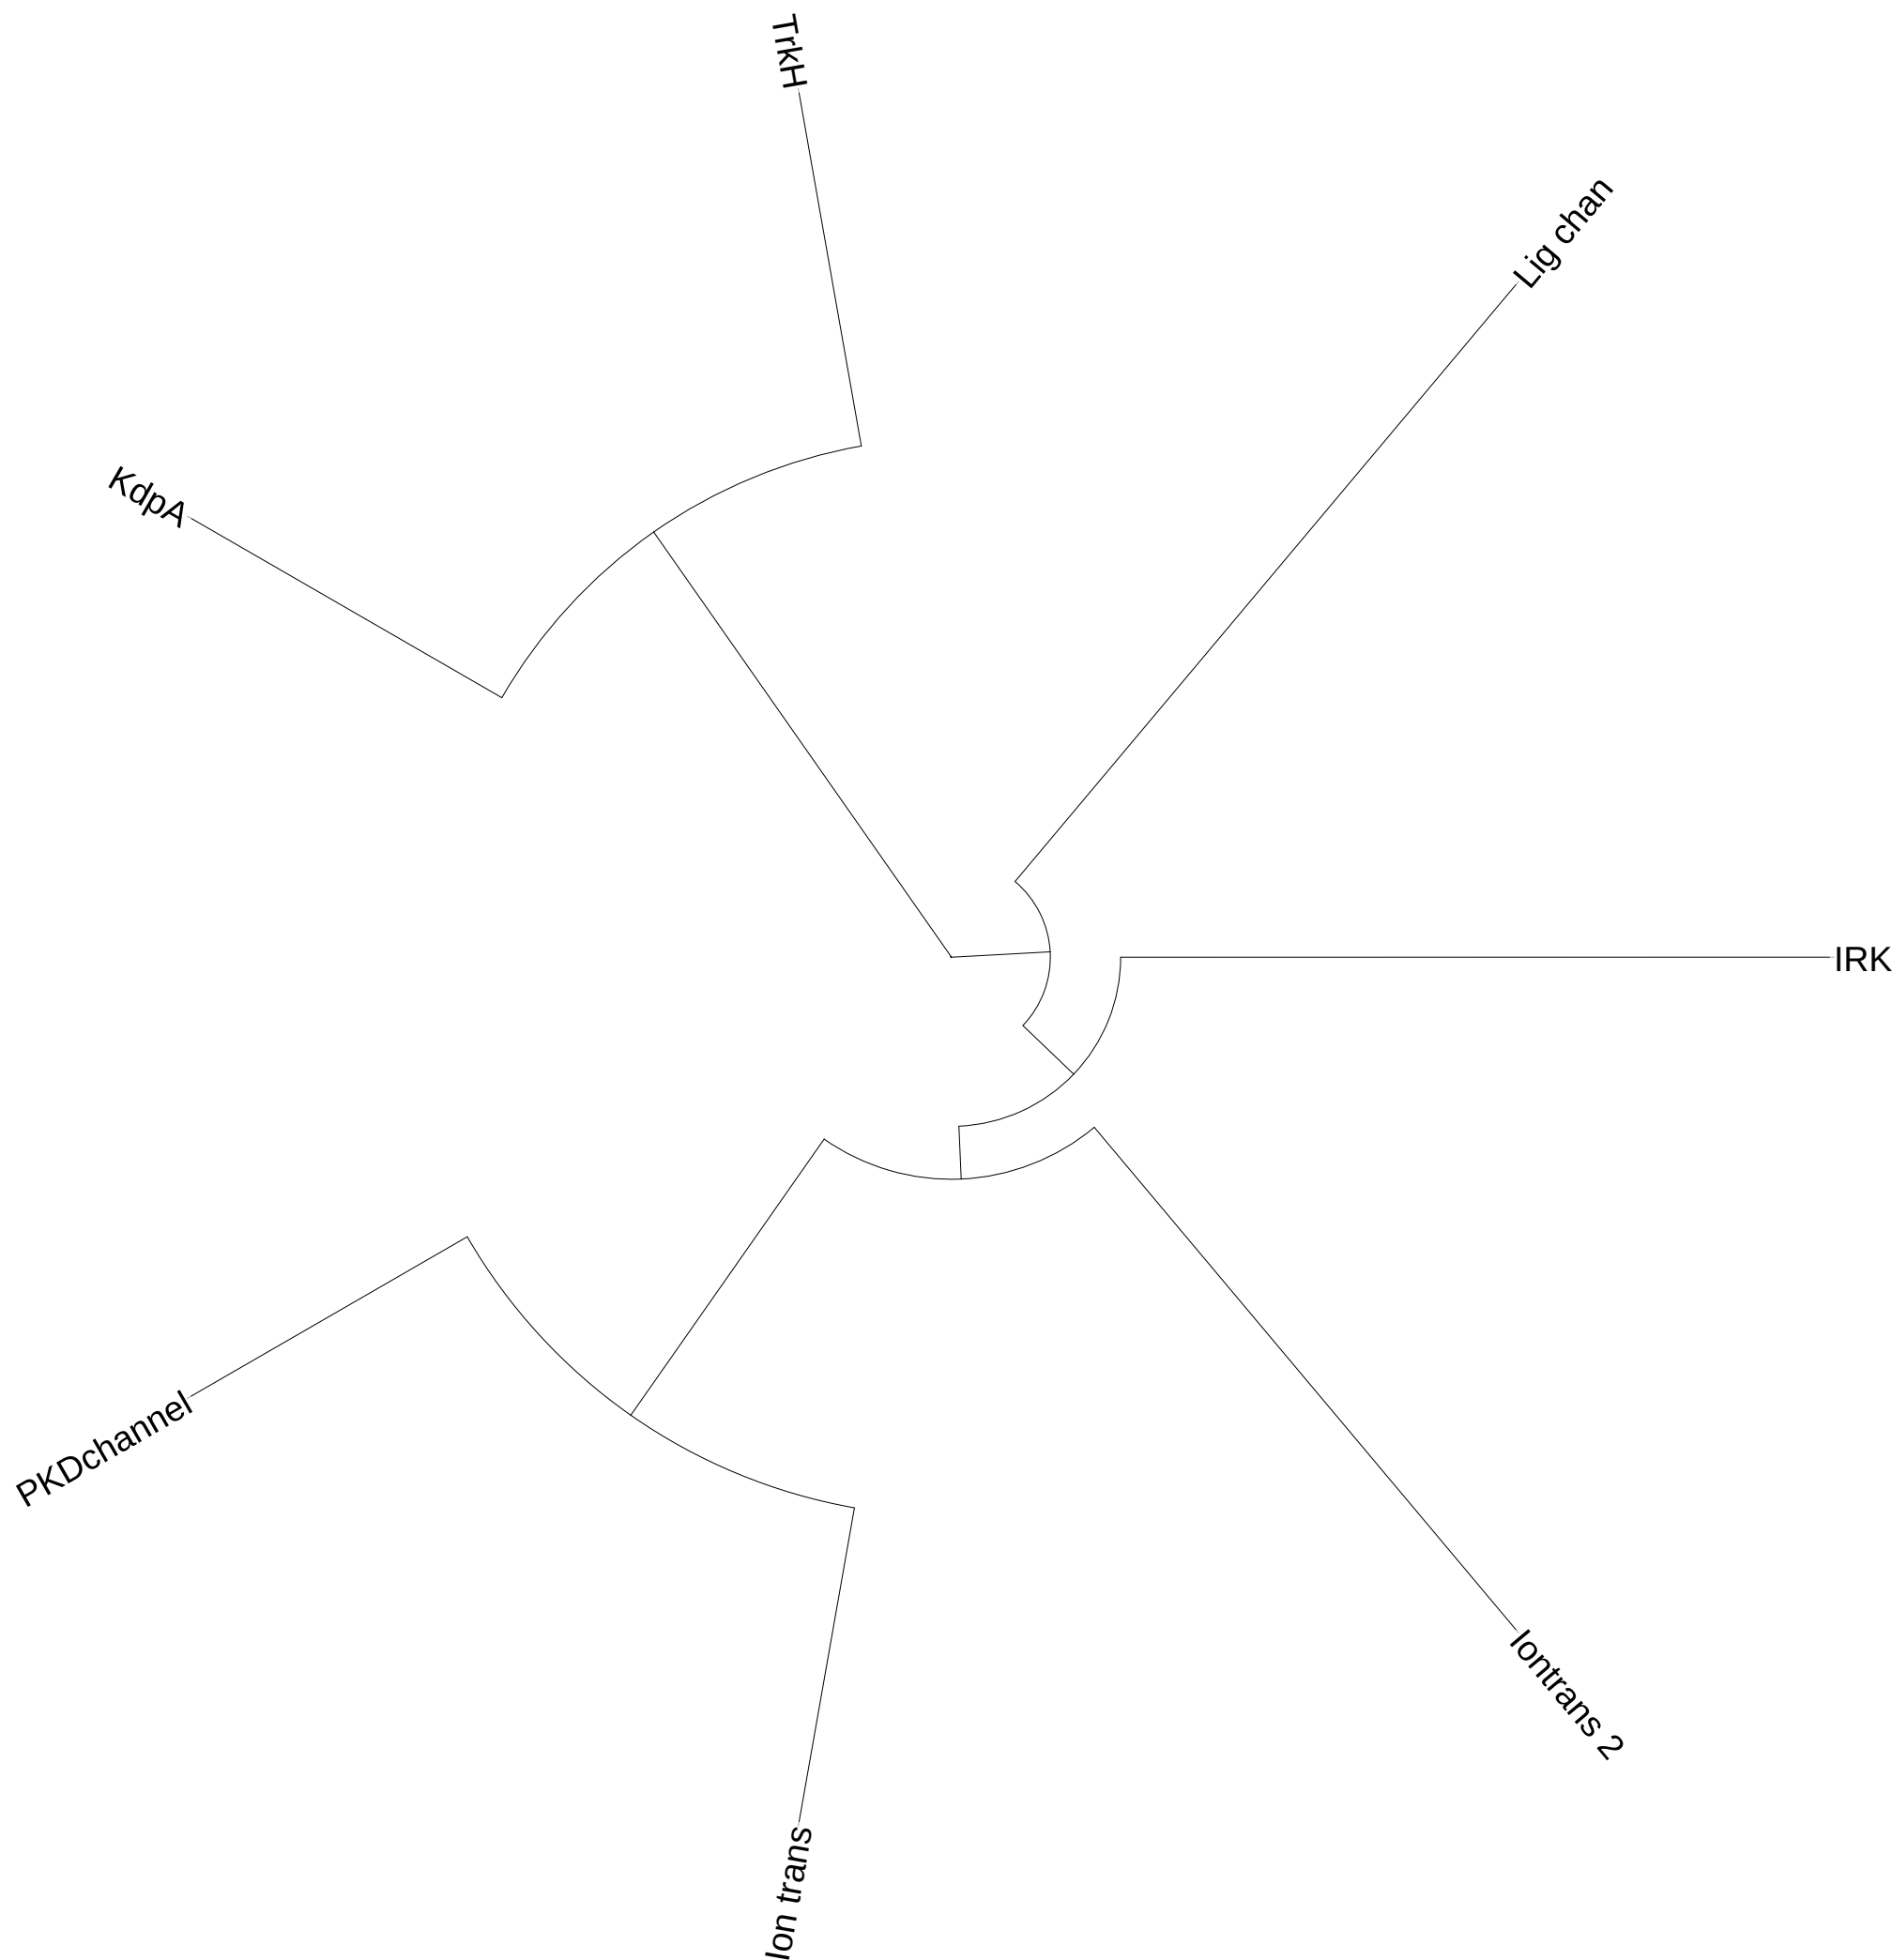 TrkH
Lig chan
KdpA
IRK
PKDchannel
Iontrans 2
Ion trans